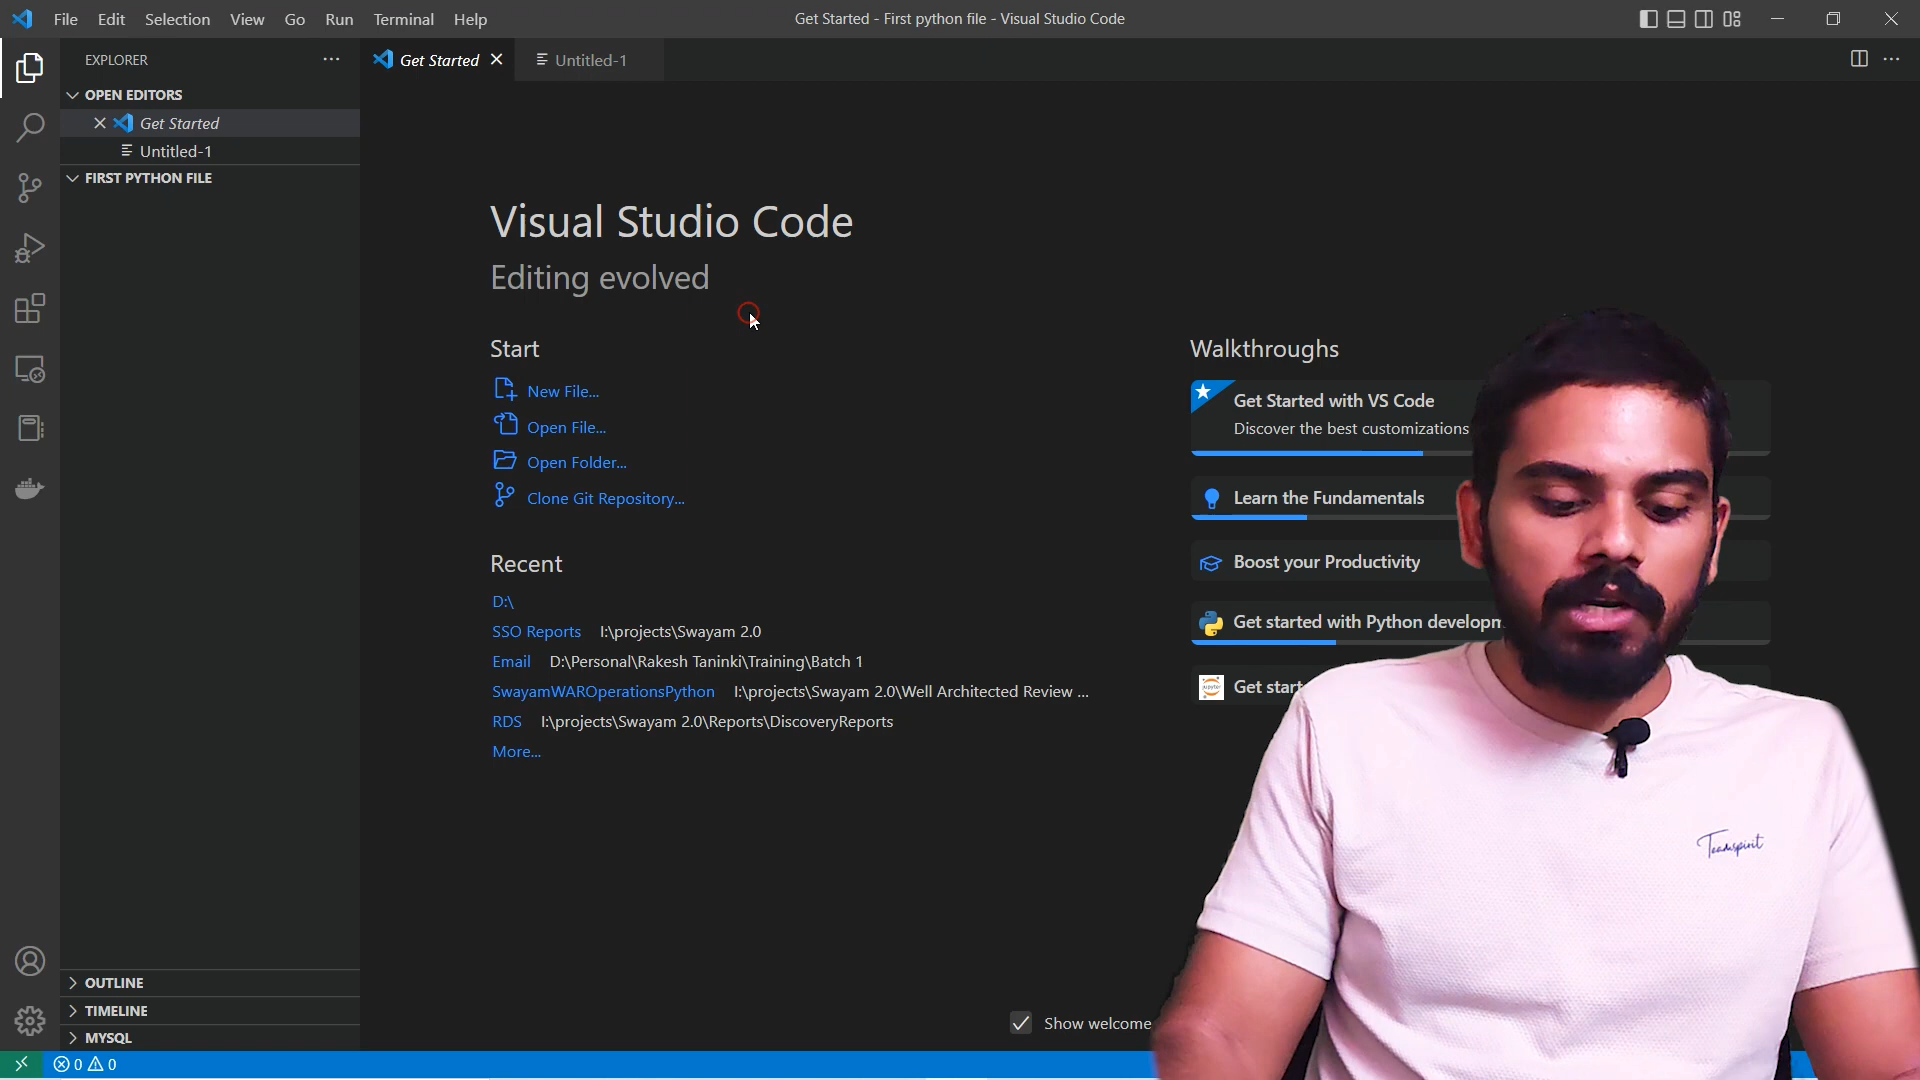 File Edit Selection View Go Run Terminal Help
Get Started - First python file - Visual Studio Code
EXPLORER
OPEN EDITORS
Get Started
Untitled-1
FIRST PYTHON FILE
OUTLINE
TIMELINE
MYSQL
Get Started
Untitled-1
Visual Studio Code
Editing evolved
Start
New File...
Open File...
Open Folder...
Clone Git Repository...
Recent
D:\
SSO Reports I:\projects\Swayam 2.0
Email D:\Personal\Rakesh Taninki\Training\Batch 1
SwayamWAROperationsPython I:\projects\Swayam 2.0\Well Architected Review ...
RDS I:\projects\Swayam 2.0\Reports\DiscoveryReports
More...
Walkthroughs
Get Started with VS Code
Discover the best customizations
Learn the Fundamentals
Boost your Productivity
Get started with Python developm
Get start
Show welcome
Teamspirit
0 0